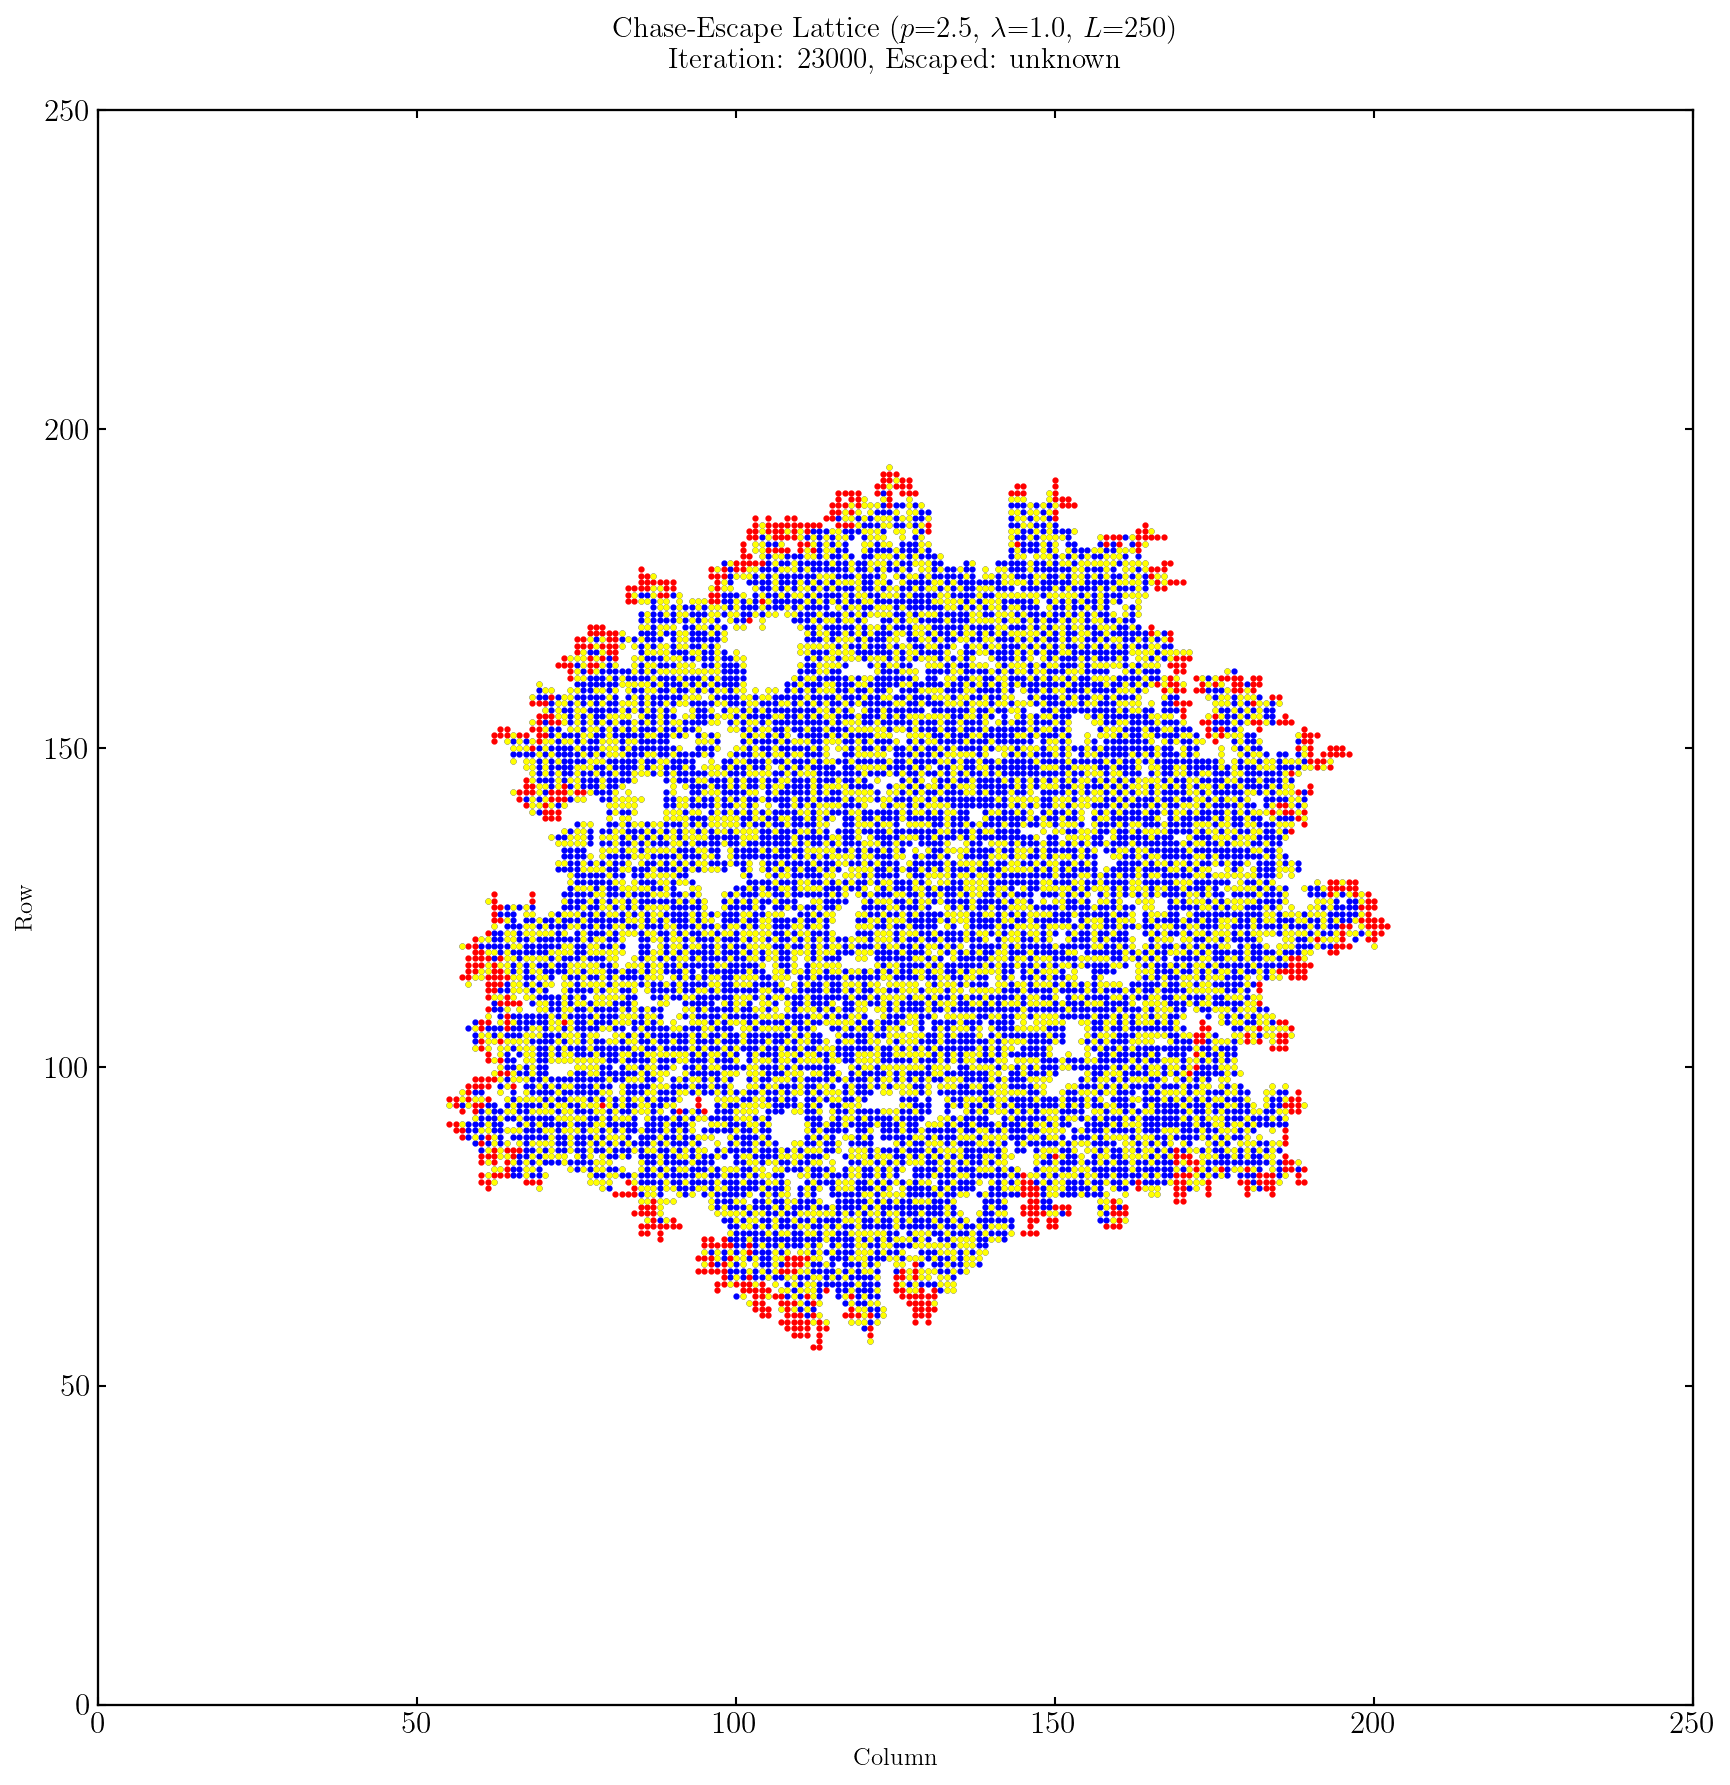 Chase-Escape Lattice (p=2.5, λ=1.0, L=250)
Iteration: 23000, Escaped: unknown
250
200
150
100
50
0
Row
0 50 100 150 200 250
Column